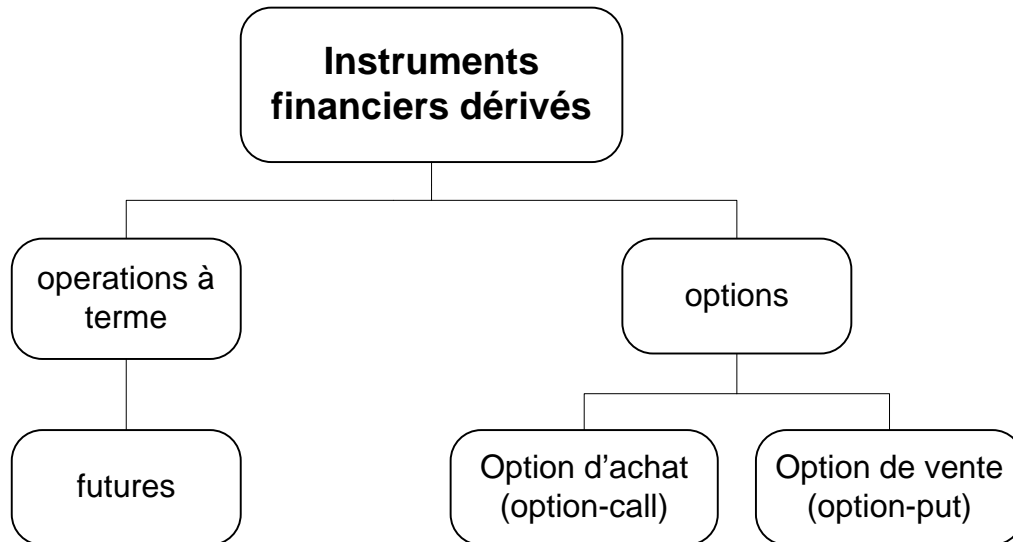 Instruments
financiers dérivés
operations à
terme
options
futures
Option d’achat
(option-call)
Option de vente
(option-put)